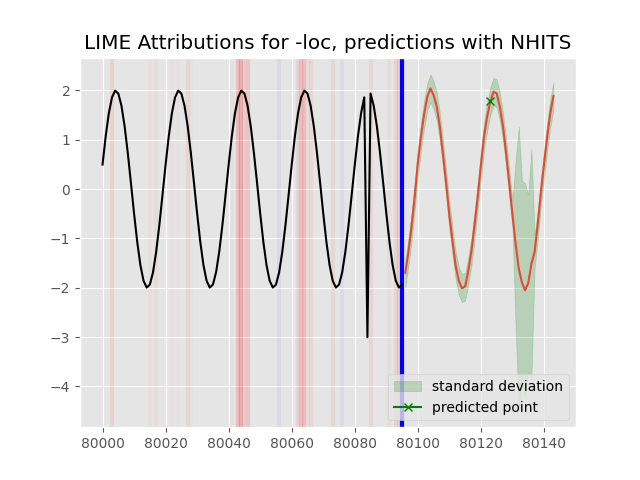 LIME Attributions for -loc, predictions with NHITS
2
1
0
−1
−2
−3
−4
80000 80020 80040 80060 80080 80100 80120 80140
standard deviation
predicted point